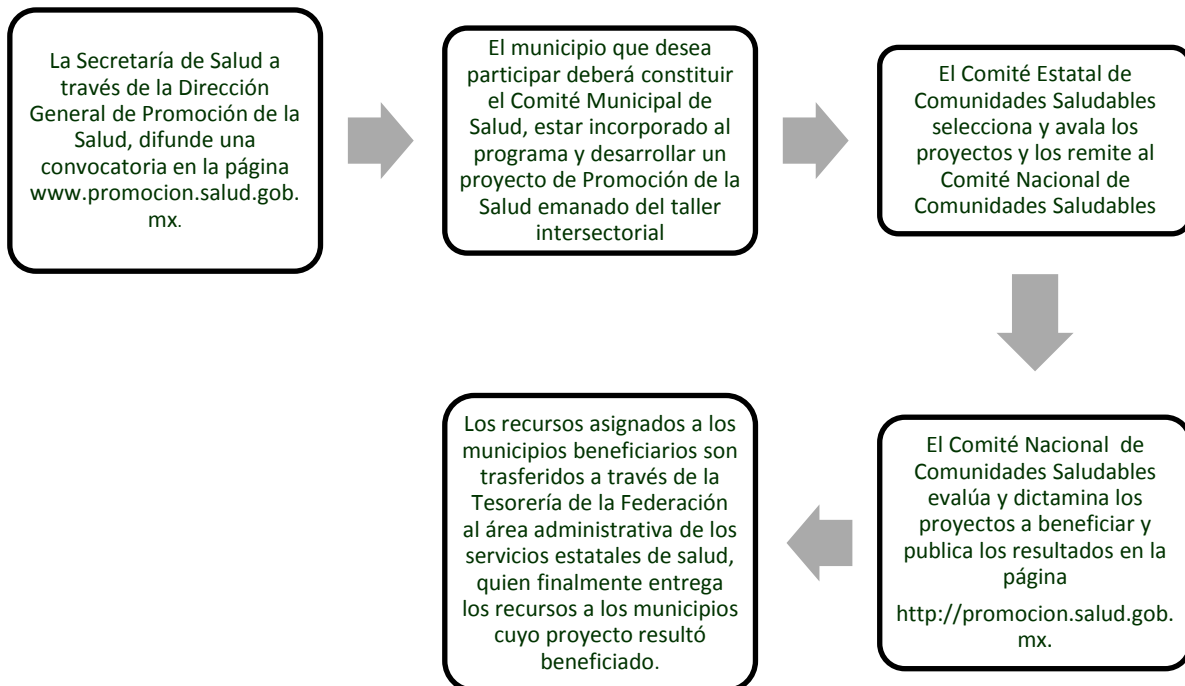 La Secretaría de Salud a
través de la Dirección
General de Promoción de la
Salud, difunde una
convocatoria en la página
www.promocion.salud.gob.
mx.
El municipio que desea
participar deberá constituir
el Comité Municipal de
Salud, estar incorporado al
programa y desarrollar un
proyecto de Promoción de la
Salud emanado del taller
intersectorial
El Comité Estatal de
Comunidades Saludables
selecciona y avala los
proyectos y los remite al
Comité Nacional de
Comunidades Saludables
El Comité Nacional de
Comunidades Saludables
evalúa y dictamina los
proyectos a beneficiar y
publica los resultados en la
página
http://promocion.salud.gob.
mx.
Los recursos asignados a los
municipios beneficiarios son
trasferidos a través de la
Tesorería de la Federación
al área administrativa de los
servicios estatales de salud,
quien finalmente entrega
los recursos a los municipios
cuyo proyecto resultó
beneficiado.